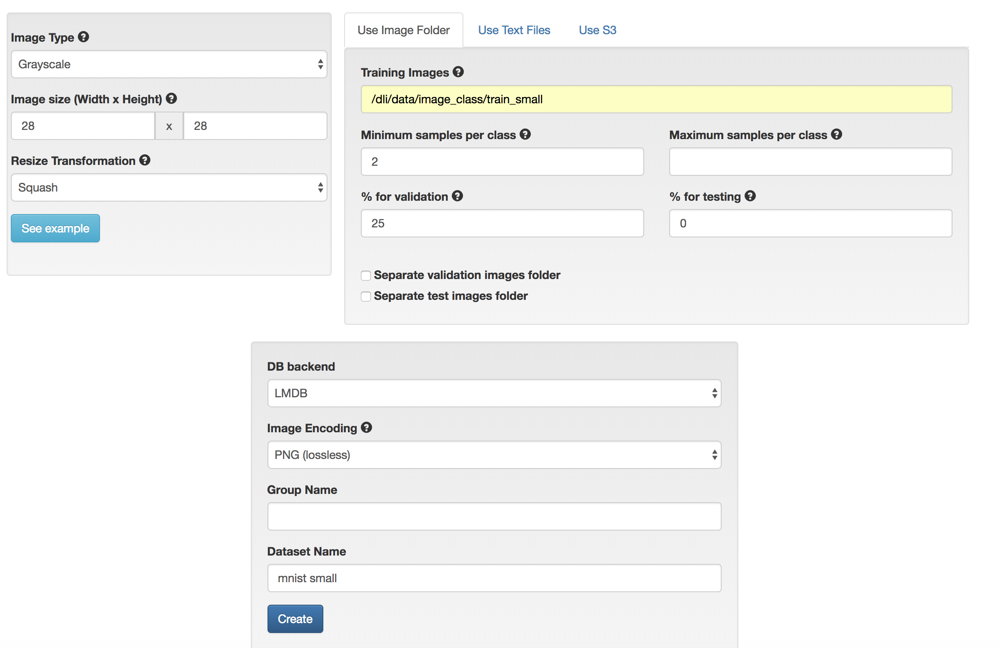 Image Type
Grayscale
Image size (Width x Height)
28 x 28
Resize Transformation
Squash
See example
Use Image Folder Use Text Files Use S3
Training Images
/dli/data/image_class/train_small
Minimum samples per class Maximum samples per class
2
% for validation % for testing
25 0
Separate validation images folder
Separate test images folder
DB backend
LMDB
Image Encoding
PNG (lossless)
Group Name
Dataset Name
mnist small
Create